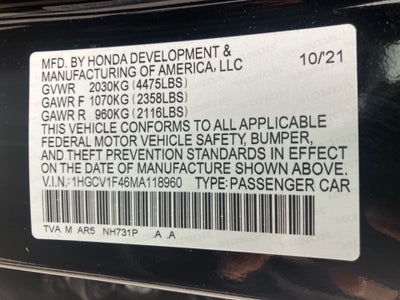 MFD. BY HONDA DEVELOPMENT & 10/21
MANUFACTURING OF AMERICA, LLC
GVWR 2030KG (4475LBS)
GAWR F 1070KG (2358LBS)
GAWR R 960KG (2116LBS)
THIS VEHICLE CONFORMS TO ALL APPLICABLE
FEDERAL MOTOR VEHICLE SAFETY, BUMPER,
AND THEFT PREVENTION STANDARDS IN EFFECT
ON THE DATE OF MANUFACTURE SHOWN ABOVE.
V.I.N.: 1HGCV1F46MA118960 TYPE: PASSENGER CAR
TVA M AR5 NH731P .A .A